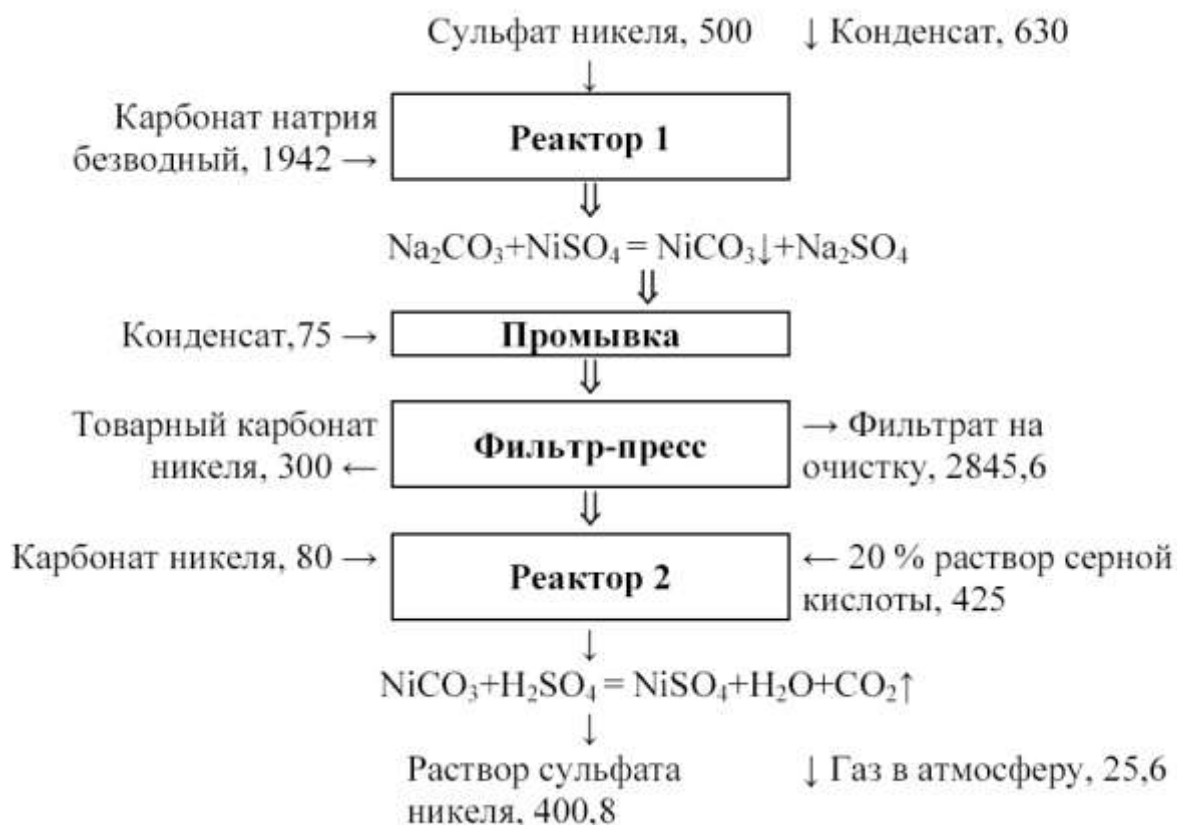 Сульфат никеля, 500 ↓ Конденсат, 630
↓
Карбонат натрия
безводный, 1942 →
Реактор 1
⇓
Na₂CO₃+NiSO₄ = NiCO₃↓+Na₂SO₄
⇓
Конденсат,75 →
Промывка
⇓
Товарный карбонат
никеля, 300 ←
Фильтр-пресс
→ Фильтрат на
очистку, 2845,6
⇓
Карбонат никеля, 80 →
Реактор 2
← 20 % раствор серной
кислоты, 425
↓
NiCO₃+H₂SO₄ = NiSO₄+H₂O+CO₂↑
↓
Раствор сульфата
никеля, 400,8
↓ Газ в атмосферу, 25,6